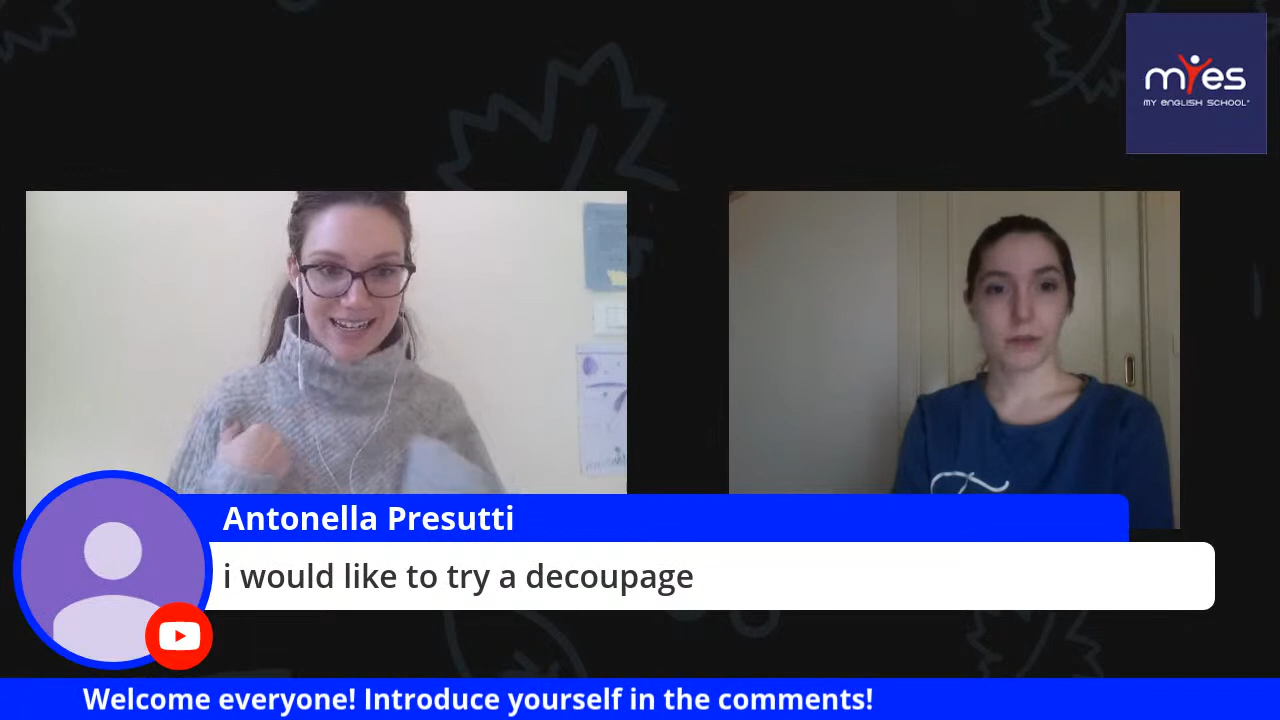 myes
MY ENGLISH SCHOOL
Antonella Presutti
i would like to try a decoupage
Welcome everyone! Introduce yourself in the comments!